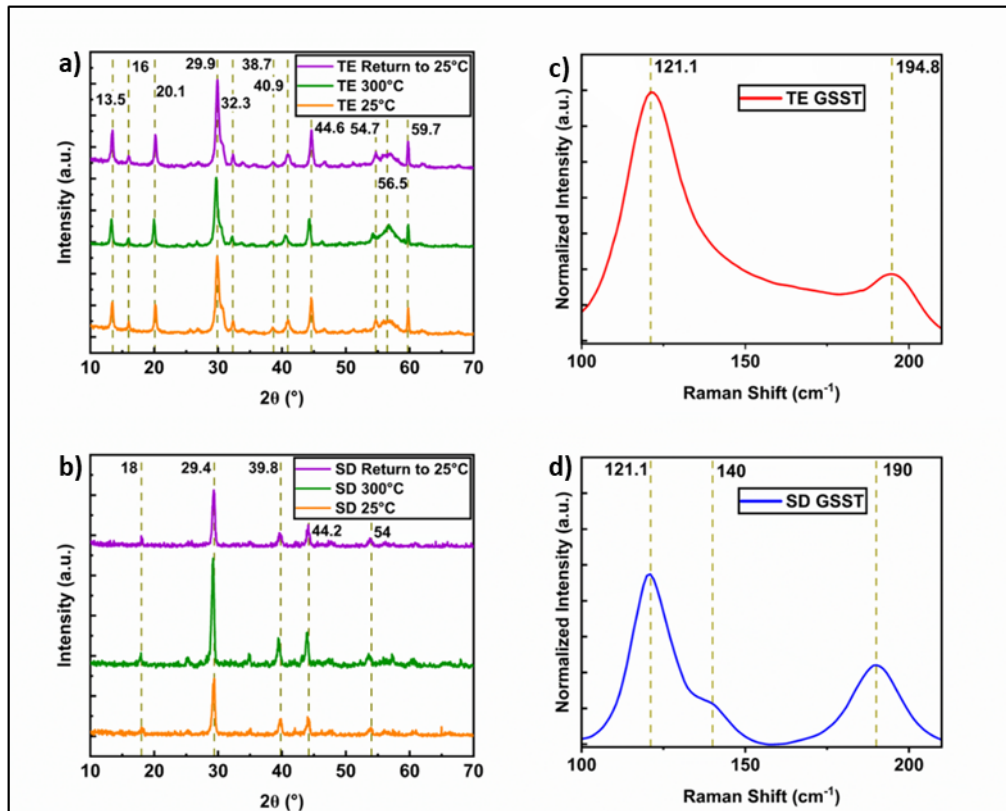 a)
13.5
16
20.1
29.9
32.3
38.7
40.9
44.6
54.7
56.5
59.7
TE Return to 25°C
TE 300°C
TE 25°C
Intensity (a.u.)
10 20 30 40 50 60 70
2θ (°)
c)
121.1
194.8
TE GSST
Normalized Intensity (a.u.)
100 150 200
Raman Shift (cm⁻¹)
b)
18
29.4
39.8
44.2
54
SD Return to 25°C
SD 300°C
SD 25°C
Intensity (a.u.)
10 20 30 40 50 60 70
2θ (°)
d)
121.1
140
190
SD GSST
Normalized Intensity (a.u.)
100 150 200
Raman Shift (cm⁻¹)